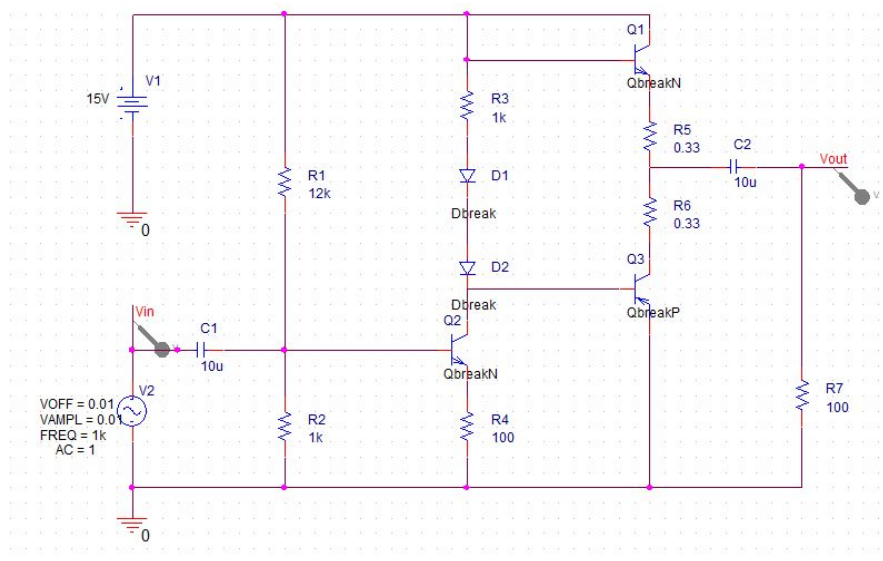 Q1
QbreakN
V1
15V
R3
1k
R5
0.33
C2
10u
Vout
V
R1
12k
D1
Dbreak
R6
0.33
0
D2
Dbreak
Q3
QbreakP
Vin
C1
10u
Q2
QbreakN
V2
VOFF = 0.01
VAMPL = 0.01
FREQ = 1k
AC = 1
R2
1k
R4
100
R7
100
0